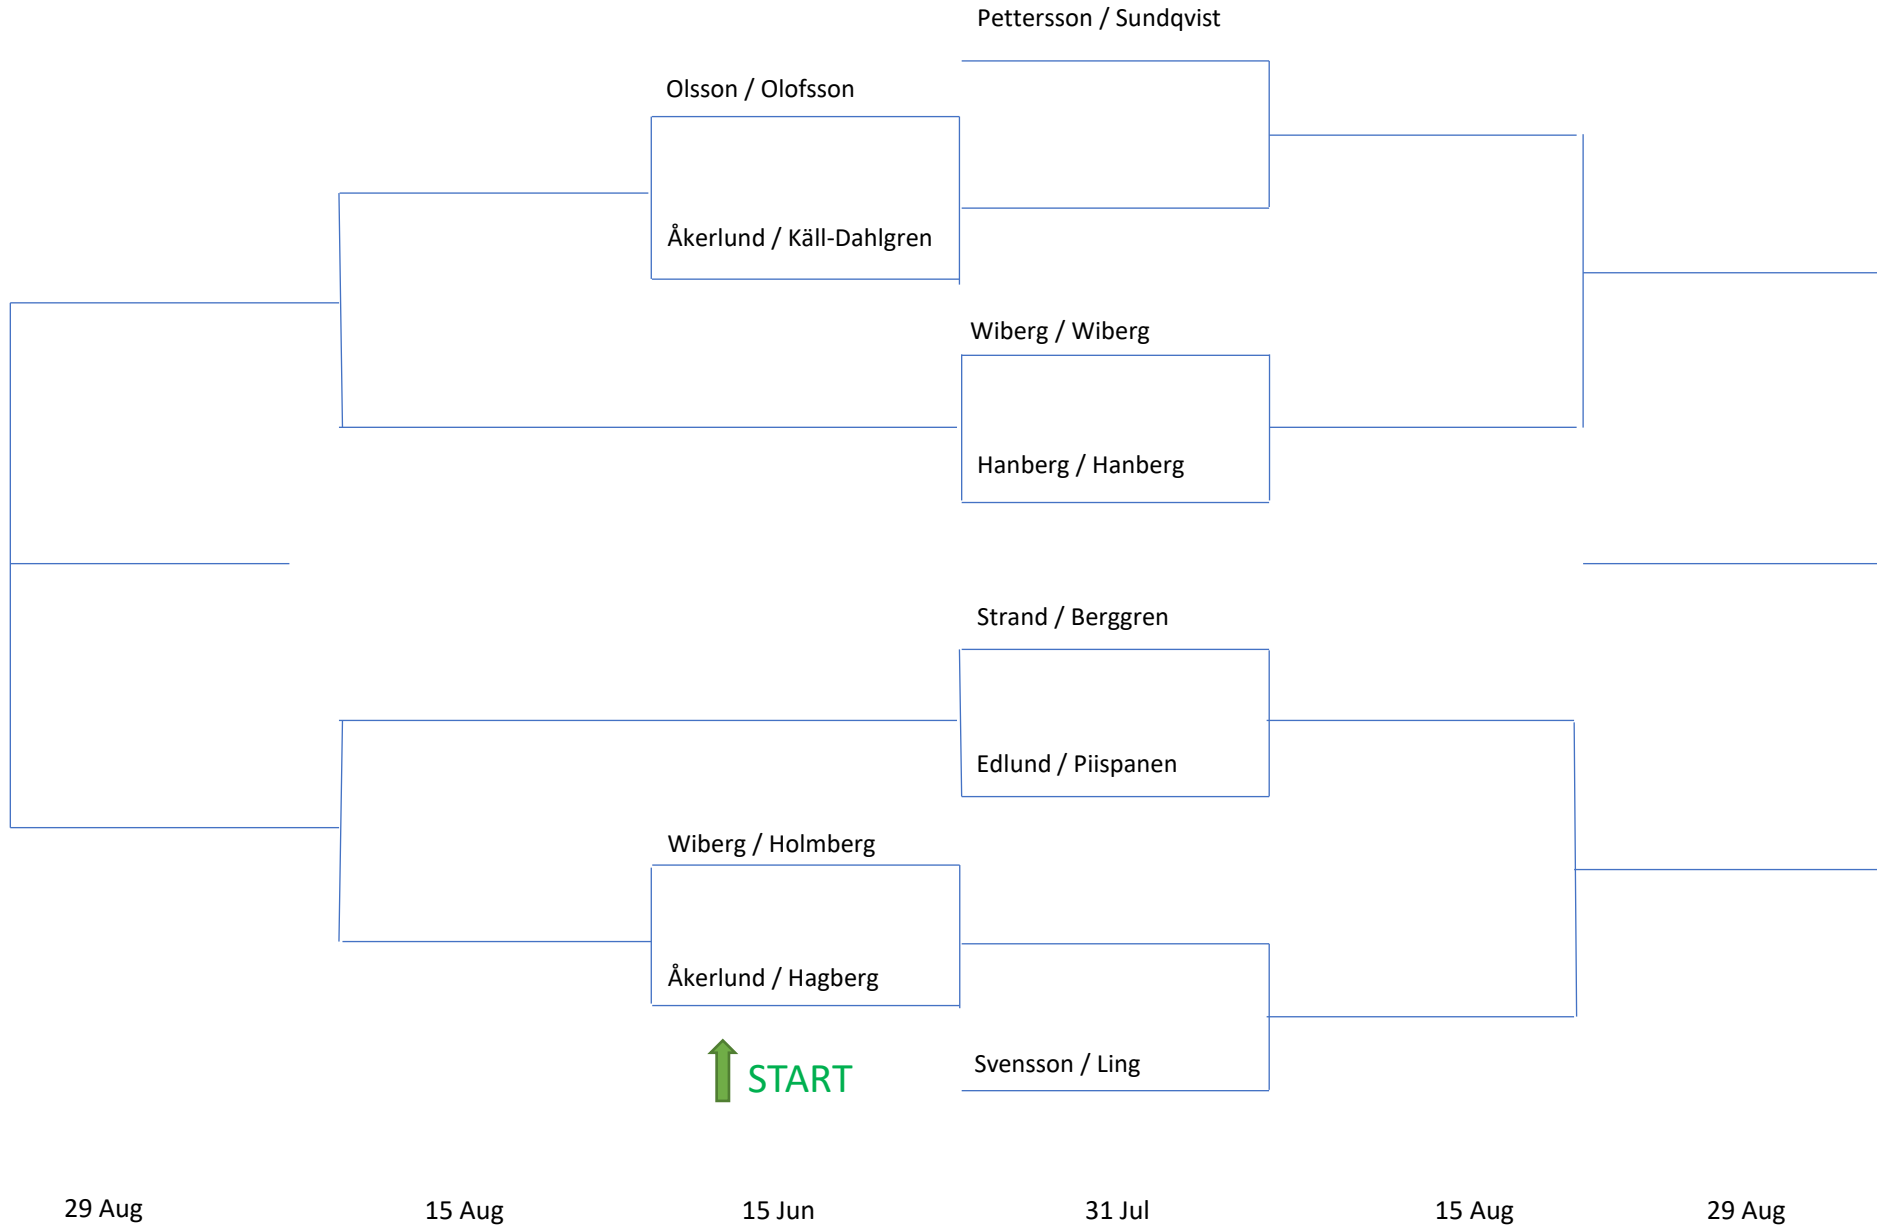 Pettersson / Sundqvist
Olsson / Olofsson
Åkerlund / Käll-Dahlgren
Wiberg / Wiberg
Hanberg / Hanberg
Strand / Berggren
Edlund / Piispanen
Wiberg / Holmberg
Åkerlund / Hagberg
Svensson / Ling
START
29 Aug
15 Aug
15 Jun
31 Jul
15 Aug
29 Aug